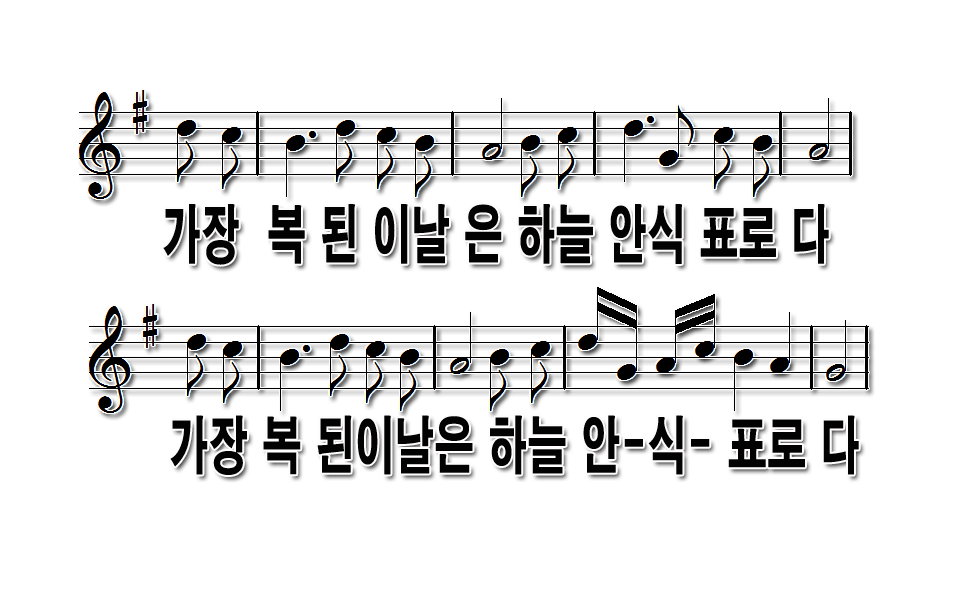 가장 복 된 이날 은 하늘 안식 표로 다
가장 복 된이날은 하늘 안-식- 표로 다